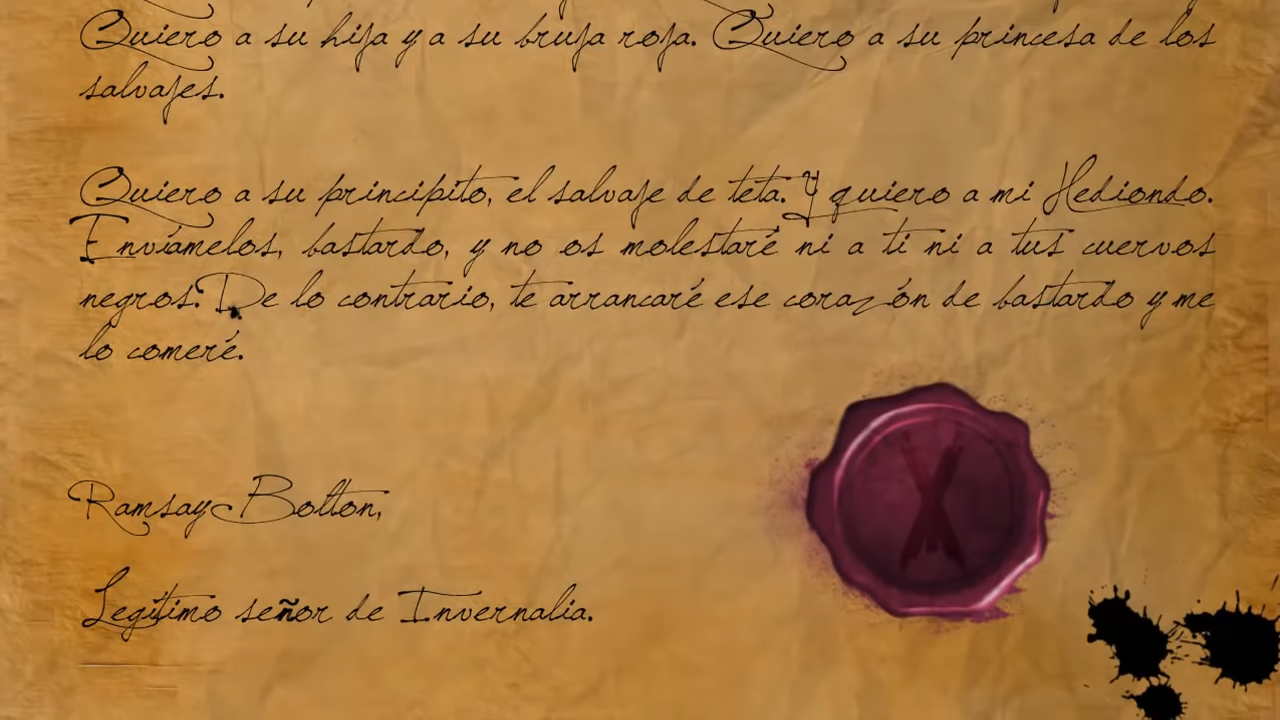 Quiero a su hija y a su bruja roja. Quiero a su princesa de los
salvajes.
Quiero a su principito, el salvaje de teta. Y quiero a mi Hediondo.
Envíamelos, bastardo, y no os molestaré ni a ti ni a tus cuervos
negros. De lo contrario, te arrancaré ese corazón de bastardo y me
lo comeré.
Ramsay Bolton,
Legítimo señor de Invernalia.